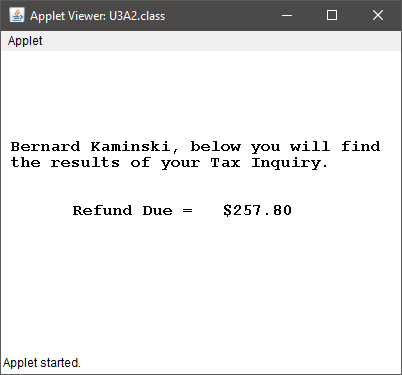 Applet Viewer: U3A2.class
Applet
Bernard Kaminski, below you will find
the results of your Tax Inquiry.
Refund Due = $257.80
Applet started.